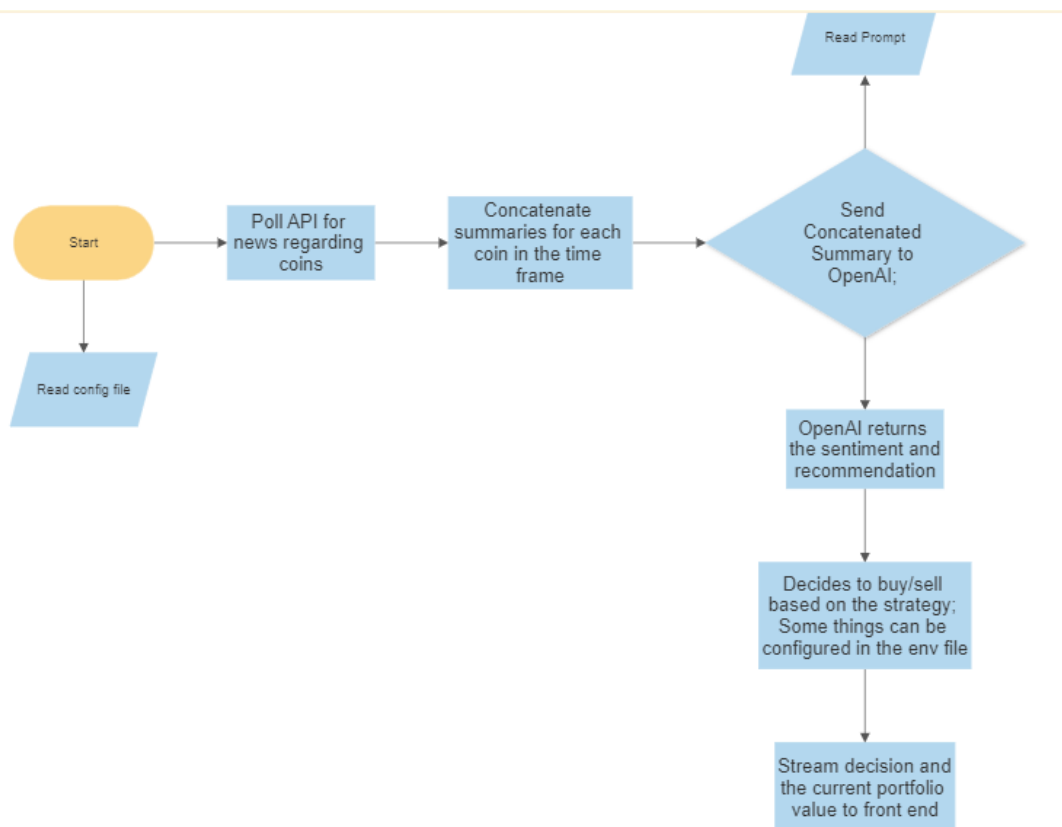 Read Prompt
Start
Poll API for
news regarding
coins
Concatenate
summaries for each
coin in the time
frame
Send
Concatenated
Summary to
OpenAI;
Read config file
OpenAI returns
the sentiment and
recommendation
Decides to buy/sell
based on the strategy;
Some things can be
configured in the env file
Stream decision and
the current portfolio
value to front end